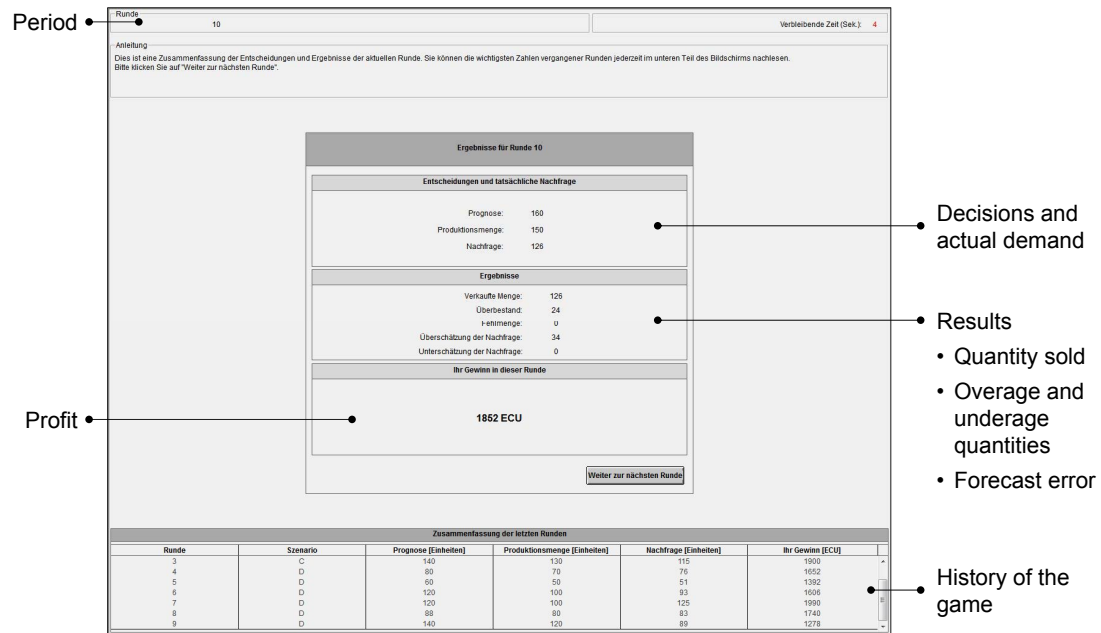 Period
Runde
10
Verbleibende Zeit (Sek.): 4
Anleitung
Dies ist eine Zusammenfassung der Entscheidungen und Ergebnisse der aktuellen Runde. Sie können die wichtigsten Zahlen vergangener Runden jederzeit im unteren Teil des Bildschirms nachlesen.
Bitte klicken Sie auf "Weiter zur nächsten Runde".
Ergebnisse für Runde 10
Entscheidungen und tatsächliche Nachfrage
Prognose: 160
Produktionsmenge: 150
Nachfrage: 126
Decisions and
actual demand
Ergebnisse
Verkaufte Menge: 126
Überbestand: 24
Fehlmenge: 0
Überschätzung der Nachfrage: 34
Unterschätzung der Nachfrage: 0
Results
• Quantity sold
• Overage and
underage
quantities
• Forecast error
Ihr Gewinn in dieser Runde
Profit
1852 ECU
Weiter zur nächsten Runde
Zusammenfassung der letzten Runden
Runde Szenario Prognose [Einheiten] Produktionsmenge [Einheiten] Nachfrage [Einheiten] Ihr Gewinn [ECU]
3 C 140 130 115 1900
4 D 80 70 76 1652
5 D 60 50 51 1392
6 D 120 100 93 1606
7 D 120 100 125 1990
8 D 88 80 83 1740
9 D 140 120 89 1278
History of the
game